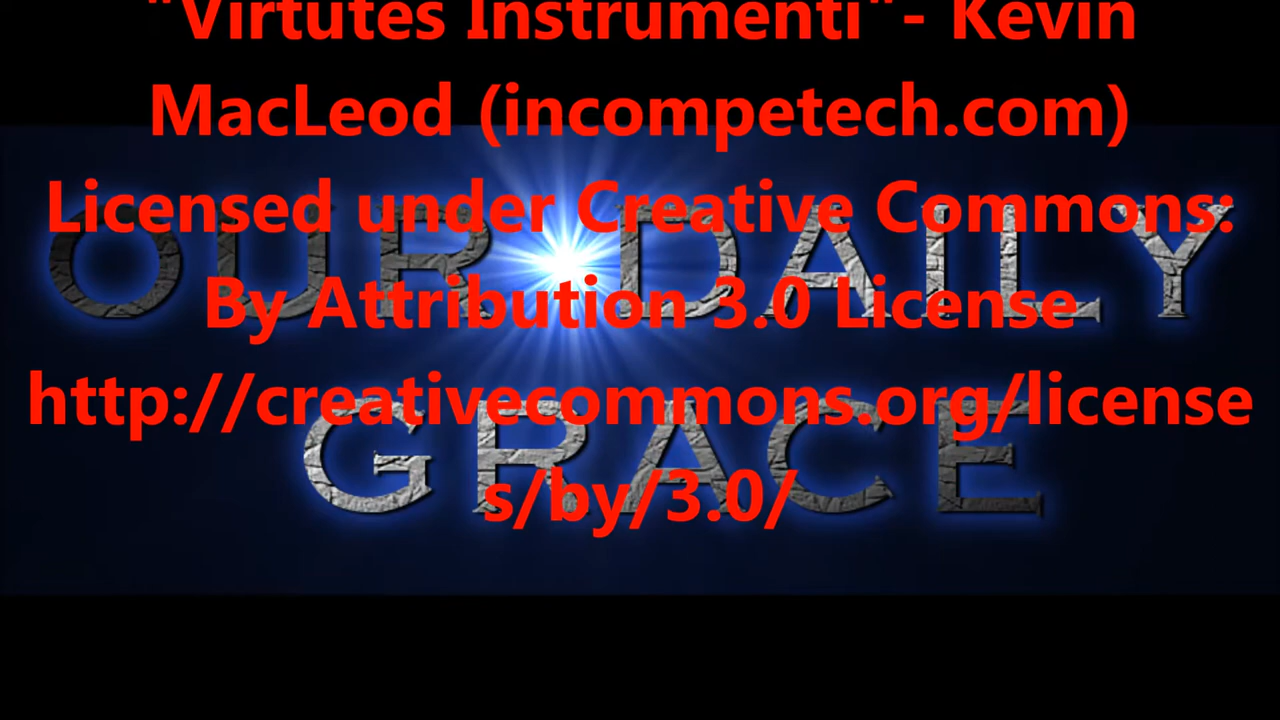 "Virtutes Instrumenti"- Kevin
MacLeod (incompetech.com)
Licensed under Creative Commons:
By Attribution 3.0 License
http://creativecommons.org/license
s/by/3.0/
OUR DAILY
GRACE